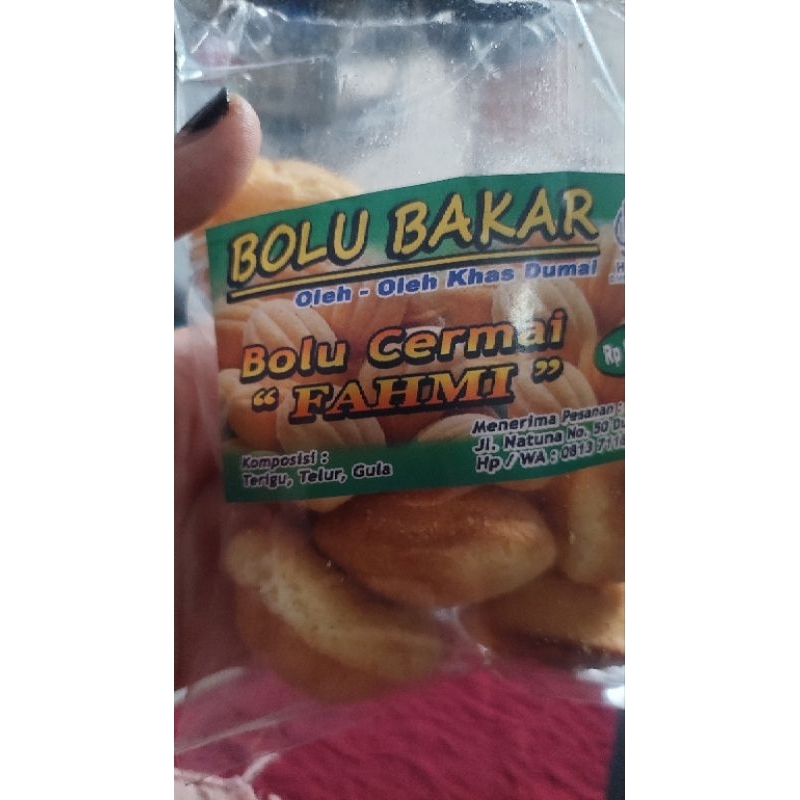 BOLU BAKAR
Oleh - Oleh Khas Dumai
Bolu Cermai
“ FAHMI ”
Rp
Komposisi :
Terigu, Telur, Gula
Menerima Pesanan :
Jl. Natuna No. 50
Hp / WA : 0813